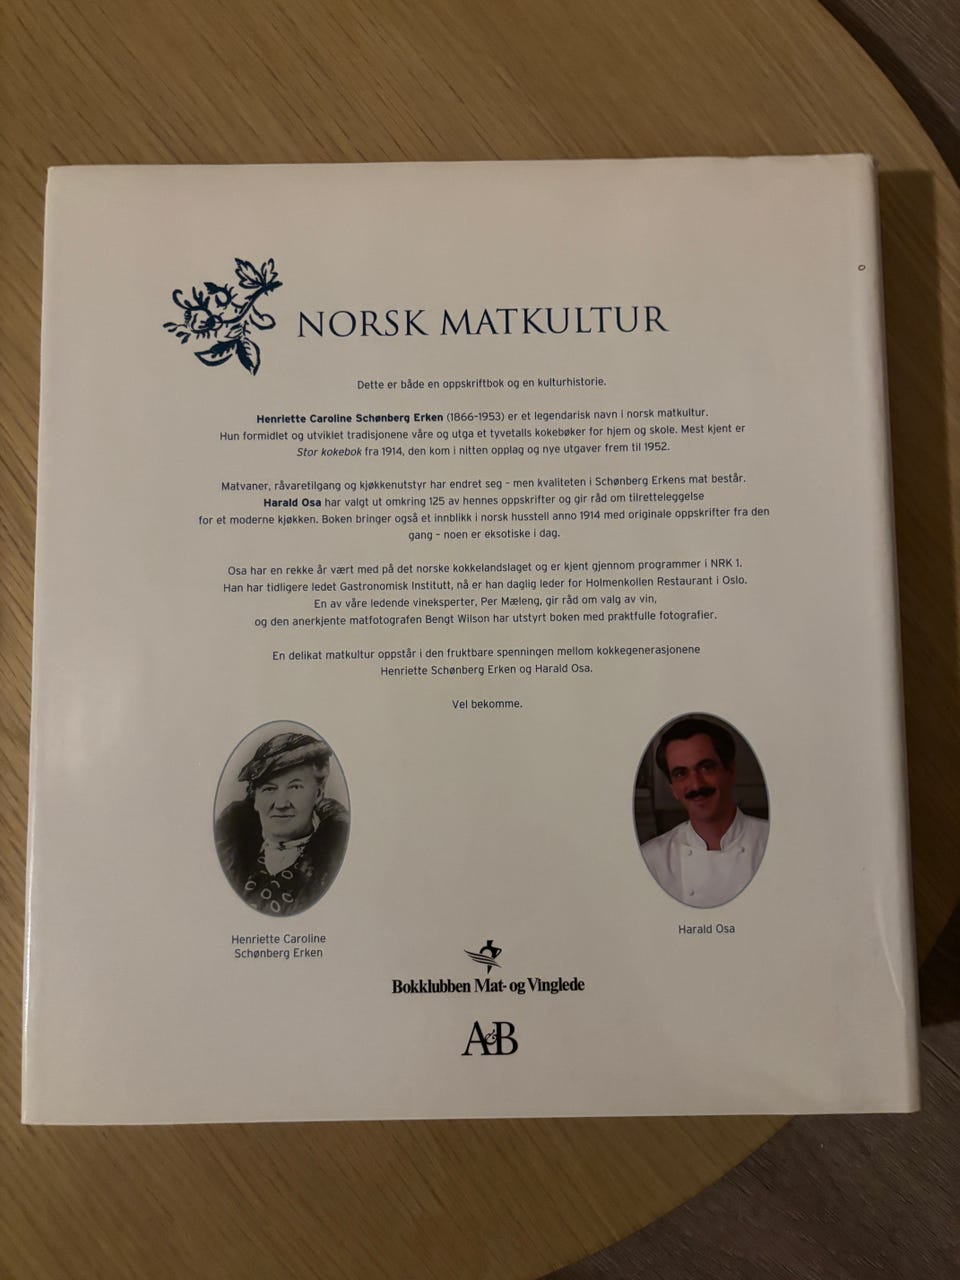 NORSK MATKULTUR
Dette er både en oppskriftbok og en kulturhistorie.
Henriette Caroline Schønberg Erken (1866-1953) er et legendarisk navn i norsk matkultur.
Hun formidlet og utviklet tradisjonene våre og utga et tyvetalls kokebøker for hjem og skole. Mest kjent er
Stor kokebok fra 1914, den kom i nitten opplag og nye utgaver frem til 1952.
Matvaner, råvaretilgang og kjøkkenutstyr har endret seg – men kvaliteten i Schønberg Erkens mat består.
Harald Osa har valgt ut omkring 125 av hennes oppskrifter og gir råd om tilretteleggelse
for et moderne kjøkken. Boken bringer også et innblikk i norsk husstell anno 1914 med originale oppskrifter fra den
gang – noen er eksotiske i dag.
Osa har en rekke år vært med på det norske kokkelandslaget og er kjent gjennom programmer i NRK 1.
Han har tidligere ledet Gastronomisk Institutt, nå er han daglig leder for Holmenkollen Restaurant i Oslo.
En av våre ledende vineksperter, Per Mæleng, gir råd om valg av vin,
og den anerkjente matfotografen Bengt Wilson har utstyrt boken med praktfulle fotografier.
En delikat matkultur oppstår i den fruktbare spenningen mellom kokkegenerasjonene
Henriette Schønberg Erken og Harald Osa.
Vel bekomme.
Henriette Caroline
Schønberg Erken
Harald Osa
Bokklubben Mat- og Vinglede
A&B